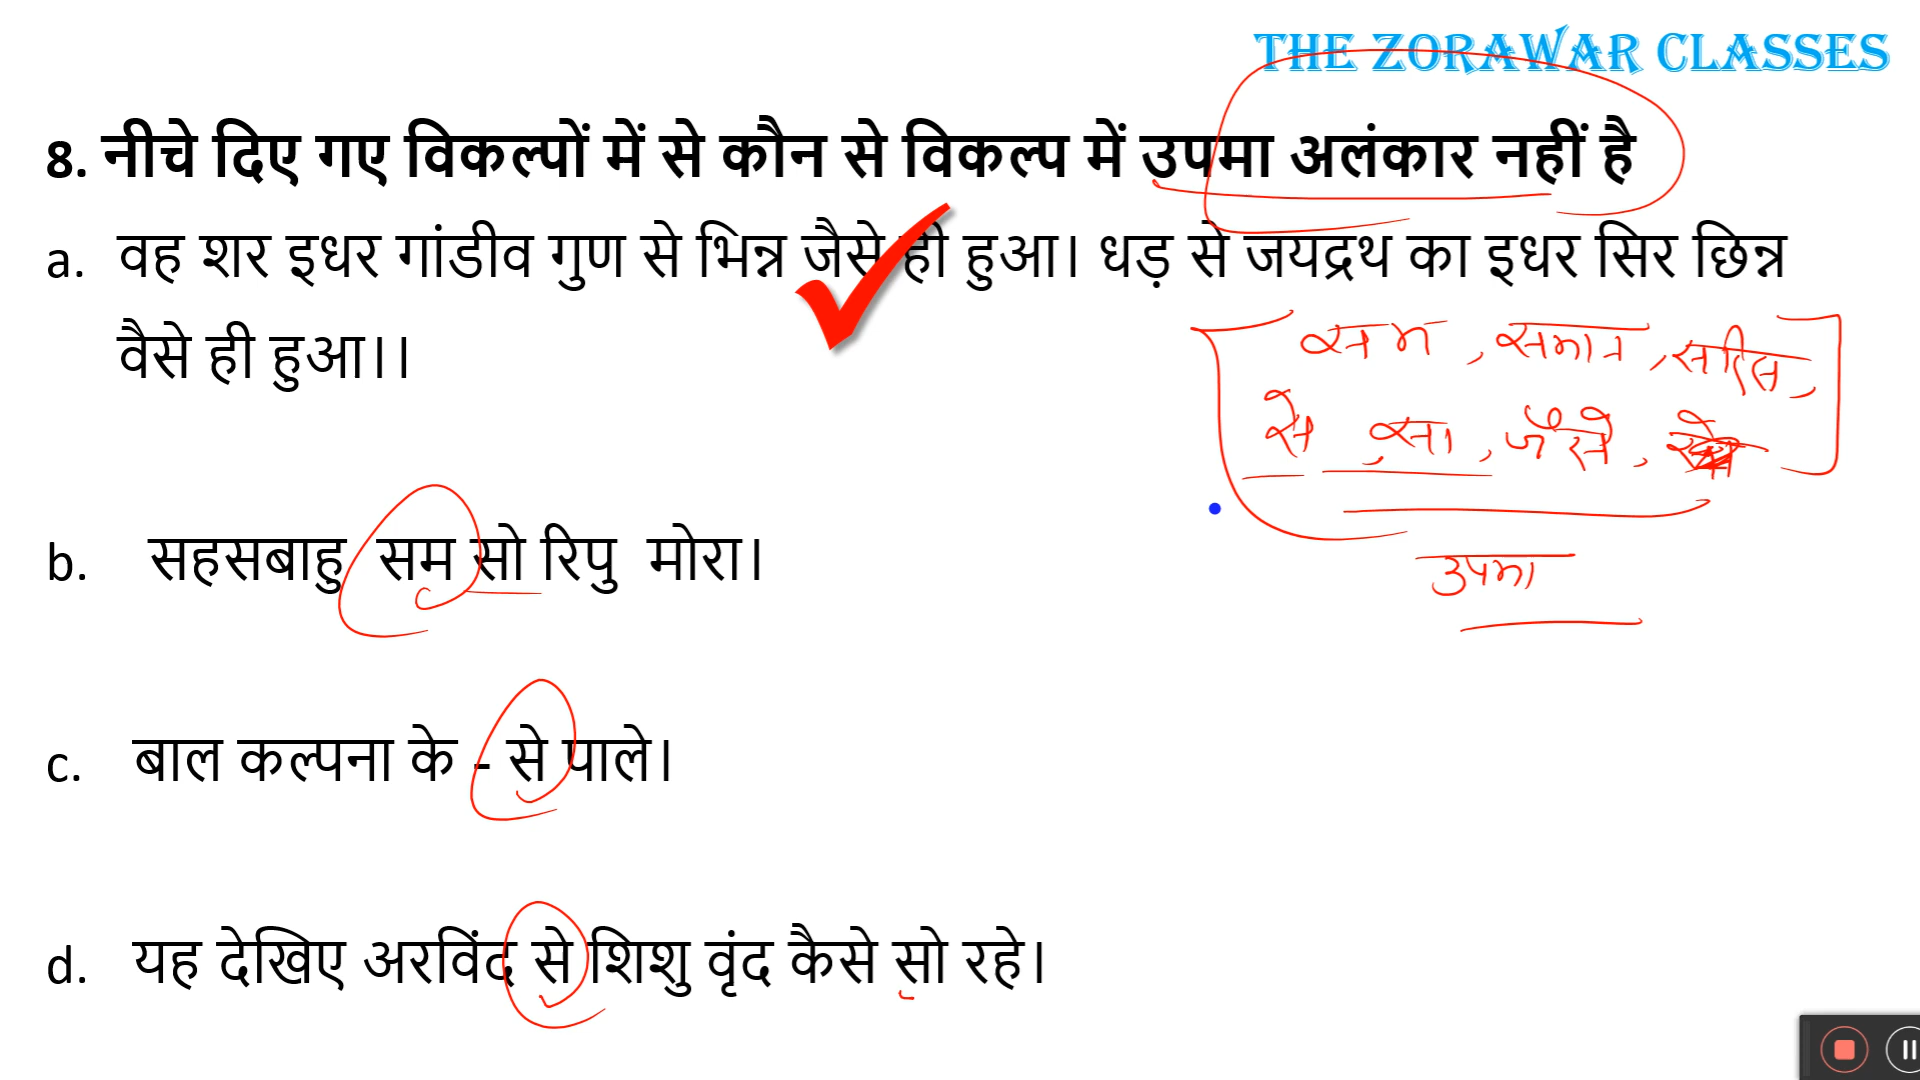 THE ZORAWAR CLASSES
8. नीचे दिए गए विकल्पों में से कौन से विकल्प में उपमा अलंकार नहीं है
a. वह शर इधर गांडीव गुण से भिन्न जैसे ही हुआ। धड़ से जयद्रथ का इधर सिर छिन्न
वैसे ही हुआ।।
सम, समान, सरिस,
से, सा, जैसे,
b. सहसबाहु सम सो रिपु मोरा।
उपमा
c. बाल कल्पना के - से पाले।
d. यह देखिए अरविंद से शिशु वृंद कैसे सो रहे।